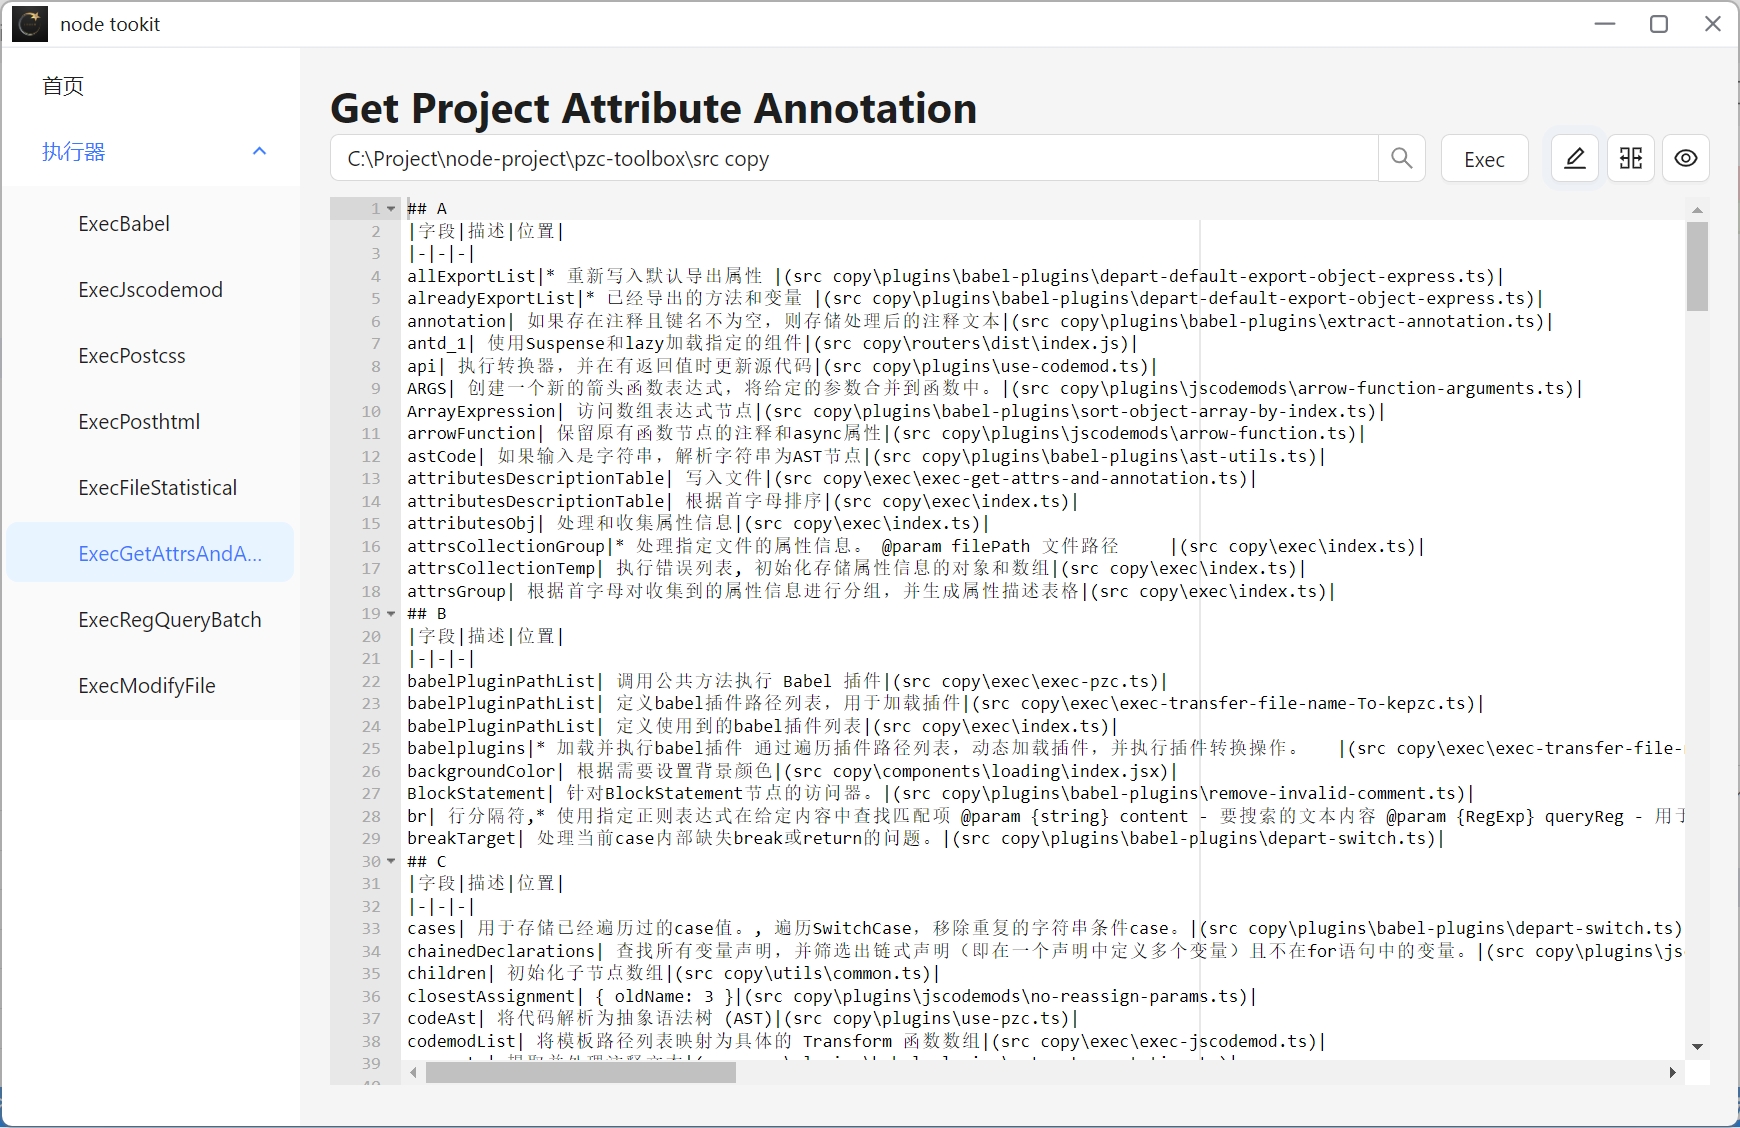 node tookit
首页
执行器
ExecBabel
ExecJscodemod
ExecPostcss
ExecPosthtml
ExecFileStatistical
ExecGetAttrsAndA...
ExecRegQueryBatch
ExecModifyFile
Get Project Attribute Annotation
C:\Project\node-project\pzc-toolbox\src copy
Exec
1 ## A
2 |字段|描述|位置|
3 |-|-|-|
4 allExportList|* 重新写入默认导出属性 |(src copy\plugins\babel-plugins\depart-default-export-object-express.ts)|
5 alreadyExportList|* 已经导出的方法和变量 |(src copy\plugins\babel-plugins\depart-default-export-object-express.ts)|
6 annotation| 如果存在注释且键名不为空，则存储处理后的注释文本|(src copy\plugins\babel-plugins\extract-annotation.ts)|
7 antd_1| 使用Suspense和lazy加载指定的组件|(src copy\routers\dist\index.js)|
8 api| 执行转换器，并在有返回值时更新源代码|(src copy\plugins\use-codemod.ts)|
9 ARGS| 创建一个新的箭头函数表达式，将给定的参数合并到函数中。|(src copy\plugins\jscodemods\arrow-function-arguments.ts)|
10 ArrayExpression| 访问数组表达式节点|(src copy\plugins\babel-plugins\sort-object-array-by-index.ts)|
11 arrowFunction| 保留原有函数节点的注释和async属性|(src copy\plugins\jscodemods\arrow-function.ts)|
12 astCode| 如果输入是字符串，解析字符串为AST节点|(src copy\plugins\babel-plugins\ast-utils.ts)|
13 attributesDescriptionTable| 写入文件|(src copy\exec\exec-get-attrs-and-annotation.ts)|
14 attributesDescriptionTable| 根据首字母排序|(src copy\exec\index.ts)|
15 attributesObj| 处理和收集属性信息|(src copy\exec\index.ts)|
16 attrsCollectionGroup|* 处理指定文件的属性信息。 @param filePath 文件路径 |(src copy\exec\index.ts)|
17 attrsCollectionTemp| 执行错误列表, 初始化存储属性信息的对象和数组|(src copy\exec\index.ts)|
18 attrsGroup| 根据首字母对收集到的属性信息进行分组，并生成属性描述表格|(src copy\exec\index.ts)|
19 ## B
20 |字段|描述|位置|
21 |-|-|-|
22 babelPluginPathList| 调用公共方法执行 Babel 插件|(src copy\exec\exec-pzc.ts)|
23 babelPluginPathList| 定义babel插件路径列表，用于加载插件|(src copy\exec\exec-transfer-file-name-To-kepzc.ts)|
24 babelPluginPathList| 定义使用到的babel插件列表|(src copy\exec\index.ts)|
25 babelplugins|* 加载并执行babel插件 通过遍历插件路径列表，动态加载插件，并执行插件转换操作。 |(src copy\exec\exec-transfer-file-
26 backgroundColor| 根据需要设置背景颜色|(src copy\components\loading\index.jsx)|
27 BlockStatement| 针对BlockStatement节点的访问器。|(src copy\plugins\babel-plugins\remove-invalid-comment.ts)|
28 br| 行分隔符,* 使用指定正则表达式在给定内容中查找匹配项 @param {string} content - 要搜索的文本内容 @param {RegExp} queryReg - 用于
29 breakTarget| 处理当前case内部缺失break或return的问题。|(src copy\plugins\babel-plugins\depart-switch.ts)|
30 ## C
31 |字段|描述|位置|
32 |-|-|-|
33 cases| 用于存储已经遍历过的case值。, 遍历SwitchCase，移除重复的字符串条件case。|(src copy\plugins\babel-plugins\depart-switch.ts)
34 chainedDeclarations| 查找所有变量声明，并筛选出链式声明（即在一个声明中定义多个变量）且不在for语句中的变量。|(src copy\plugins\js
35 children| 初始化子节点数组|(src copy\utils\common.ts)|
36 closestAssignment| { oldName: 3 }|(src copy\plugins\jscodemods\no-reassign-params.ts)|
37 codeAst| 将代码解析为抽象语法树 (AST)|(src copy\plugins\use-pzc.ts)|
38 codemodList| 将模板路径列表映射为具体的 Transform 函数数组|(src copy\exec\exec-jscodemod.ts)|
39